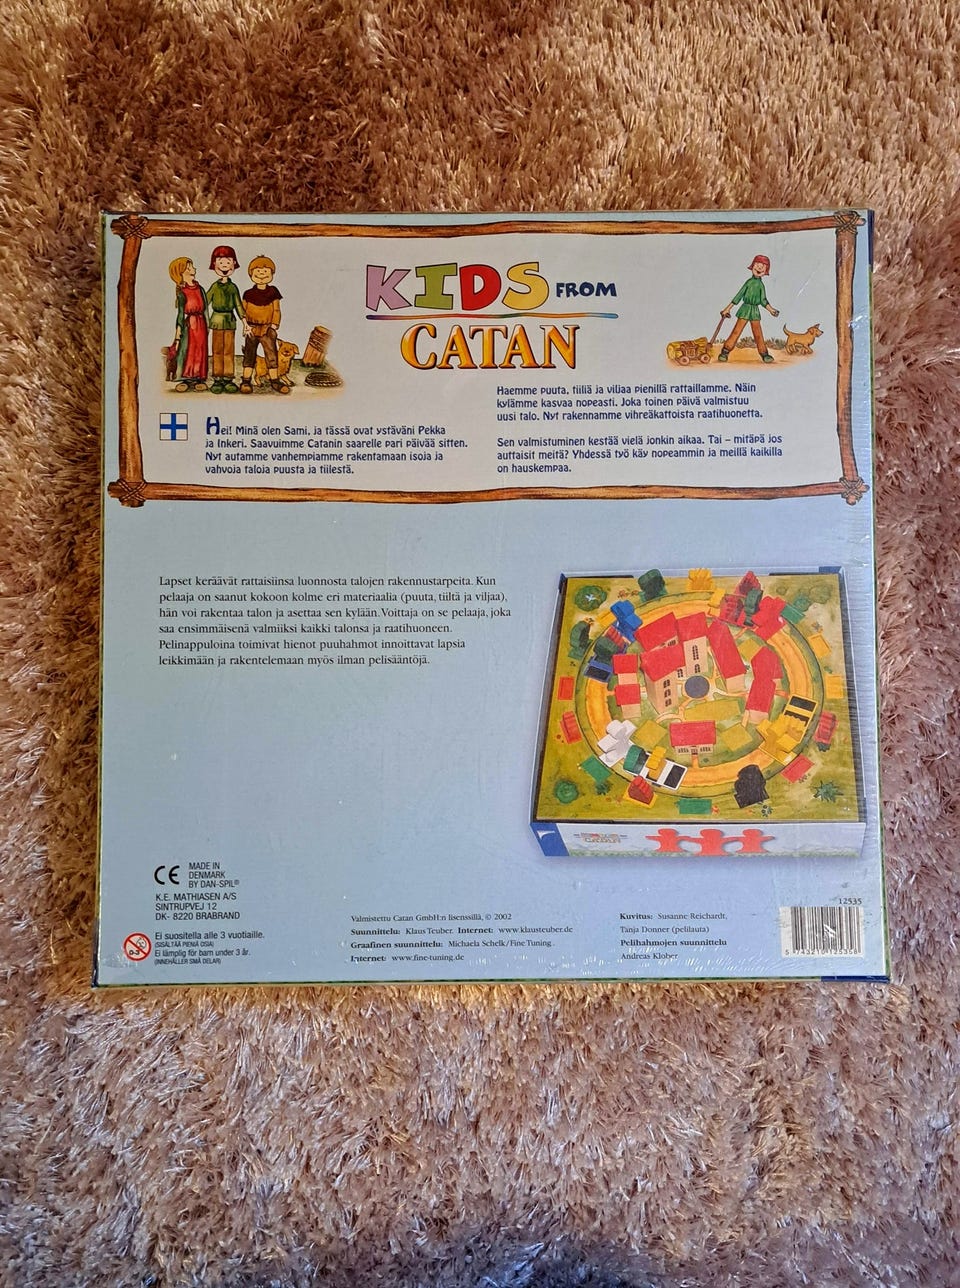 KIDS FROM
CATAN
Hei! Minä olen Sami, ja tässä ovat ystäväni Pekka
ja Inkeri. Saavuimme Catanin saarelle pari päivää sitten.
Nyt autamme vanhempiamme rakentamaan isoja ja
vahvoja taloja puusta ja tiilestä.
Haemme puuta, tiiliä ja viljaa pienillä rattaillamme. Näin
kylämme kasvaa nopeasti. Joka toinen päivä valmistuu
uusi talo. Nyt rakennamme vihreäkattoista raatihuonetta.
Sen valmistuminen kestää vielä jonkin aikaa. Tai – mitäpä jos
auttaisit meitä? Yhdessä työ käy nopeammin ja meillä kaikilla
on hauskempaa.
Lapset keräävät rattaisiinsa luonnosta talojen rakennustarpeita. Kun
pelaaja on saanut kokoon kolme eri materiaalia (puuta, tiiltä ja viljaa),
hän voi rakentaa talon ja asettaa sen kylään. Voittaja on se pelaaja, joka
saa ensimmäisenä valmiiksi kaikki talonsa ja raatihuoneen.
Pelinappuloina toimivat hienot puuhahmot innoittavat lapsia
leikkimään ja rakentelemaan myös ilman pelisääntöjä.
KIDS FROM
CATAN
CE
MADE IN
DENMARK
BY DAN-SPIL®
K.E. MATHIASEN A/S
SINTRUPVEJ 12
DK- 8220 BRABRAND
0-3
Ei suositella alle 3 vuotiaille.
(SISÄLTÄÄ PIENIÄ OSIA)
Ei lämplig för barn under 3 år.
(INNEHÅLLER SMÅ DELAR)
Valmistettu Catan GmbH:n lisenssillä, © 2002
Suunnittelu: Klaus Teuber. Internet: www.klausteuber.de
Graafinen suunnittelu: Michaela Schelk/Fine Tuning.
Internet: www.fine-tuning.de
Kuvitus: Susanne Reichardt,
Tanja Donner (pelilauta)
Pelihahmojen suunnittelu
Andreas Klober
12535
5 743210 125358